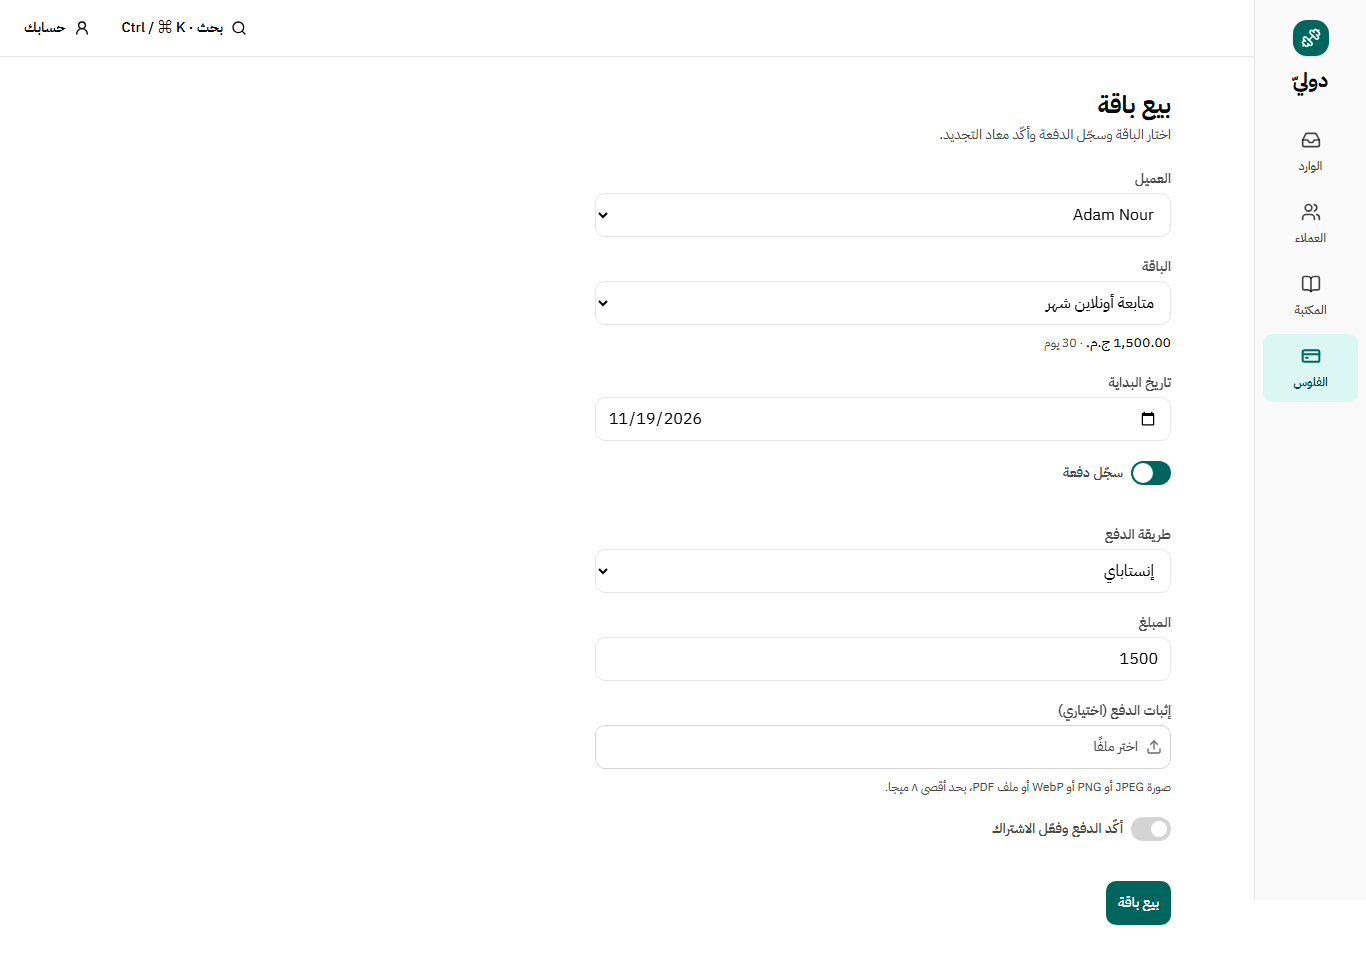 دوليّ
الوارد
العملاء
المكتبة
الفلوس
بحث · Ctrl / ⌘ K
حسابك
بيع باقة
اختار الباقة وسجّل الدفعة وأكّد معاد التجديد.
العميل
Adam Nour
الباقة
متابعة أونلاين شهر
1,500.00 ج.م. · 30 يوم
تاريخ البداية
11/19/2026
سجّل دفعة
طريقة الدفع
إنستاباي
المبلغ
1500
إثبات الدفع (اختياري)
اختر ملفًا
صورة JPEG أو PNG أو WebP أو ملف PDF، بحد أقصى ٨ ميجا.
أكّد الدفع وفعّل الاشتراك
بيع باقة